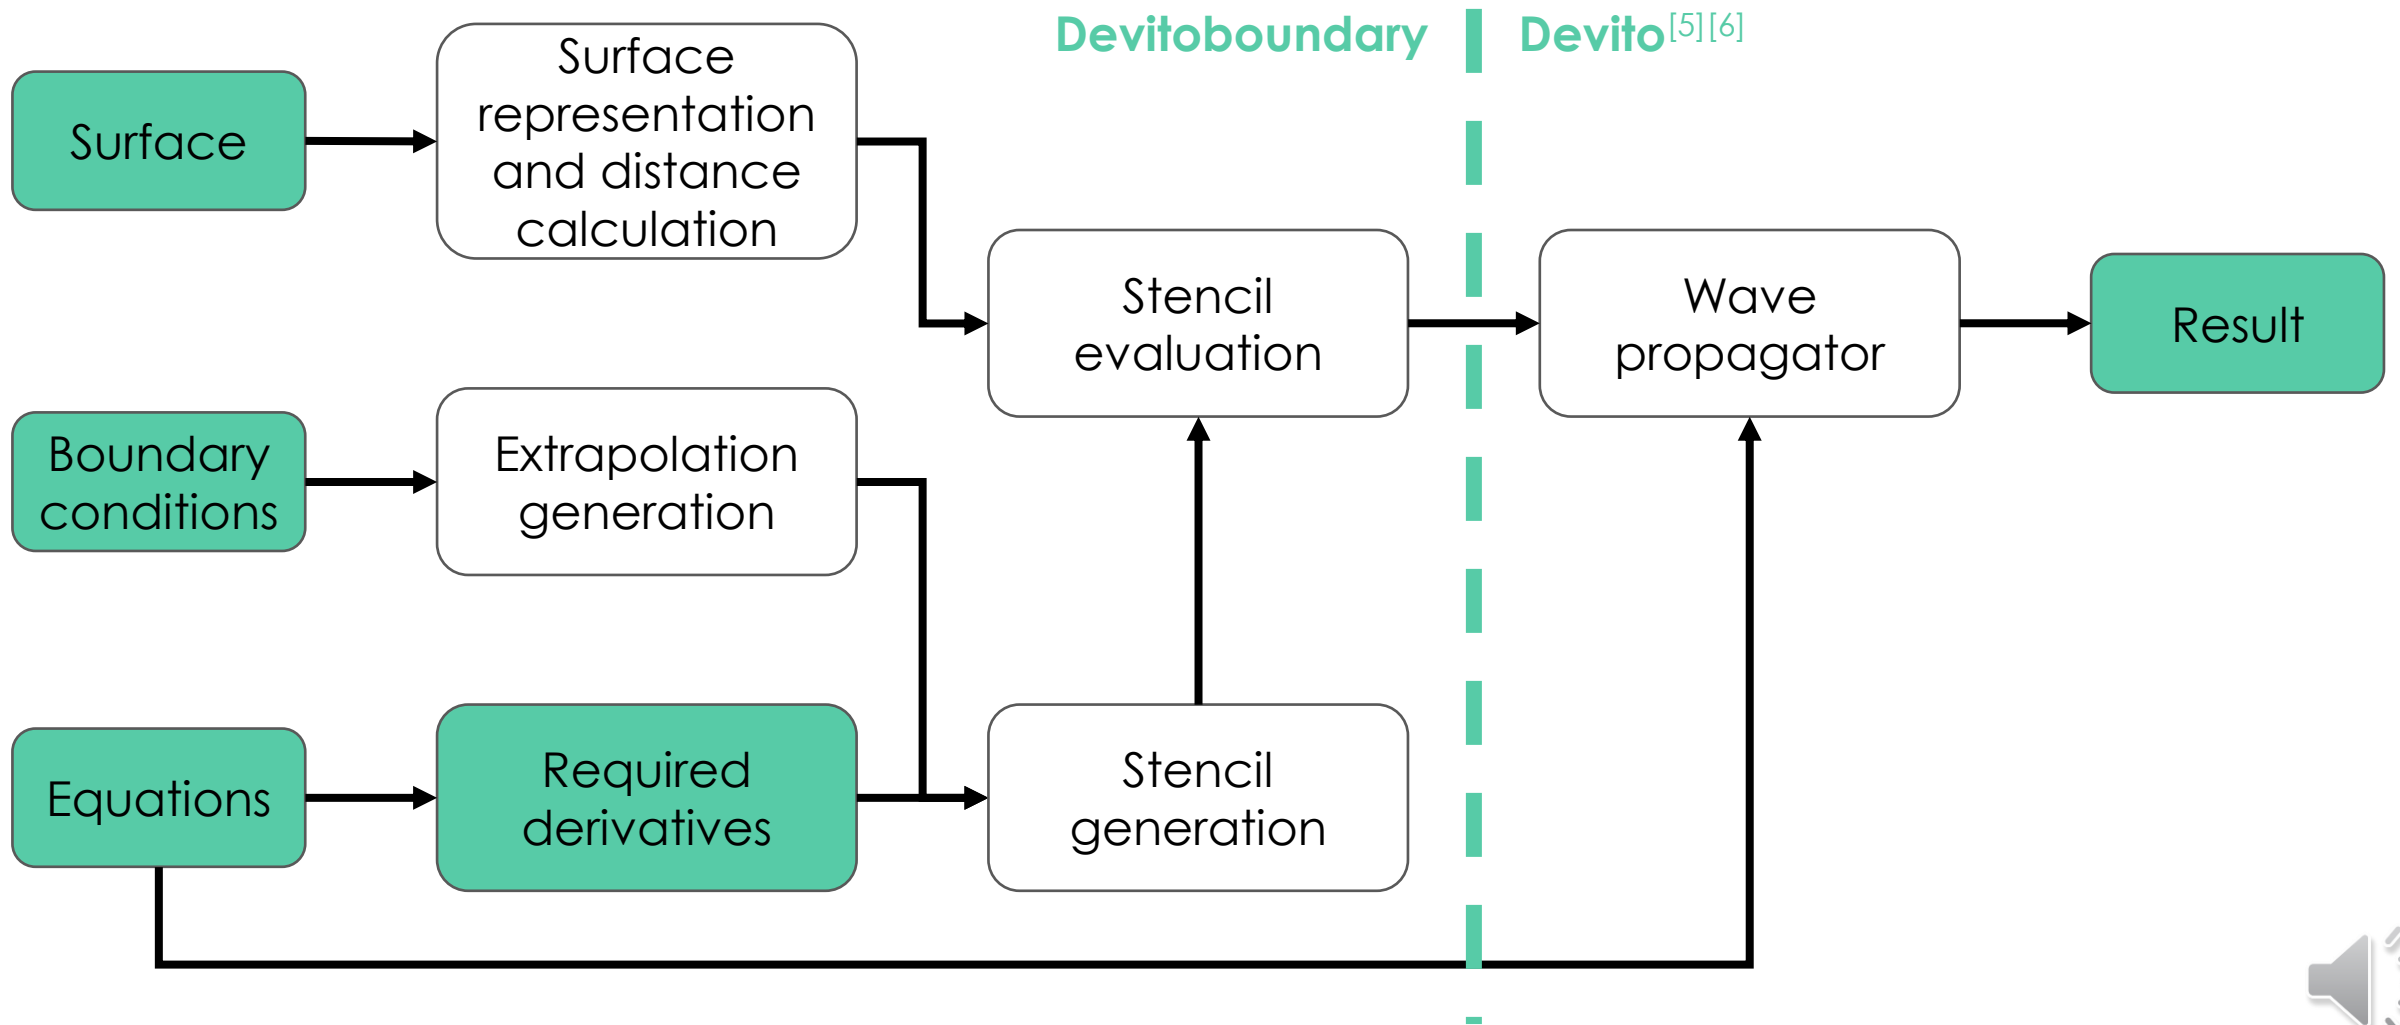 Devitoboundary
Devito[5][6]
Surface
Surface
representation
and distance
calculation
Stencil
evaluation
Wave
propagator
Result
Boundary
conditions
Extrapolation
generation
Equations
Required
derivatives
Stencil
generation